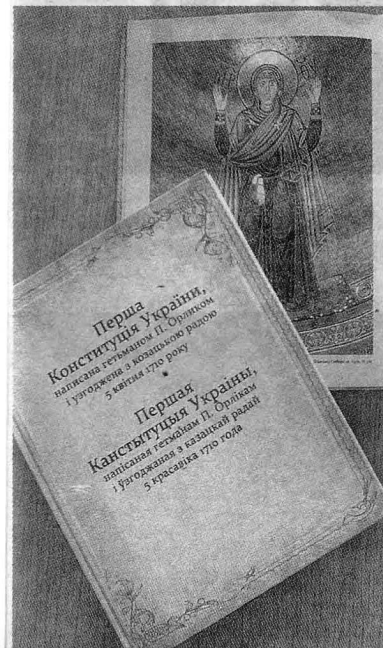 Перша
Конституція України,
написана гетьманом П. Орликом
і узгоджена з козацькою радою
5 квітня 1710 року
Першая
Канстытуцыя Украіны,
напісаная гетманам П. Орлікам
і ўзгоджаная з казацкай радай
5 красавіка 1710 года